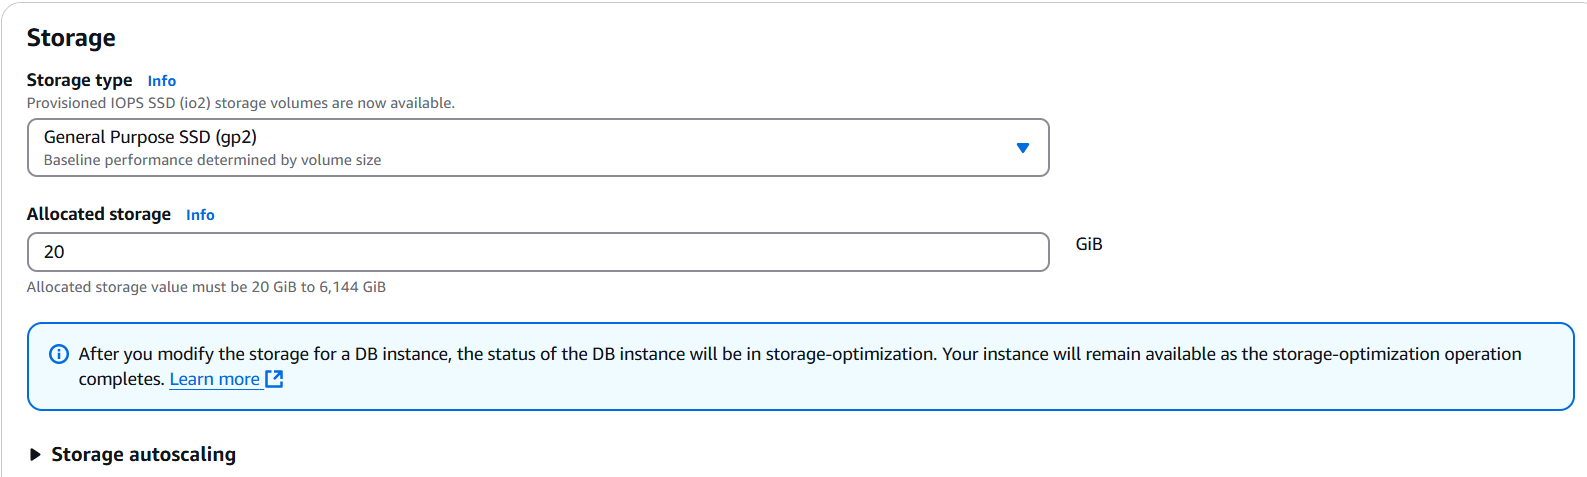 Storage
Storage type Info
Provisioned IOPS SSD (io2) storage volumes are now available.
General Purpose SSD (gp2)
Baseline performance determined by volume size
Allocated storage Info
20
GiB
Allocated storage value must be 20 GiB to 6,144 GiB
After you modify the storage for a DB instance, the status of the DB instance will be in storage-optimization. Your instance will remain available as the storage-optimization operation
completes. Learn more
Storage autoscaling